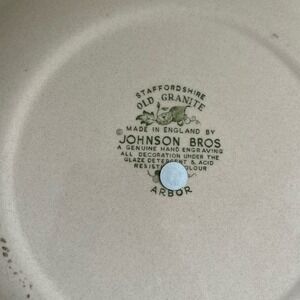 STAFFORDSHIRE
OLD GRANITE
MADE IN ENGLAND BY
© JOHNSON BROS
A GENUINE HAND ENGRAVING
ALL DECORATION UNDER THE
GLAZE DETERGENT & ACID
RESIST COLOUR
ARBOR